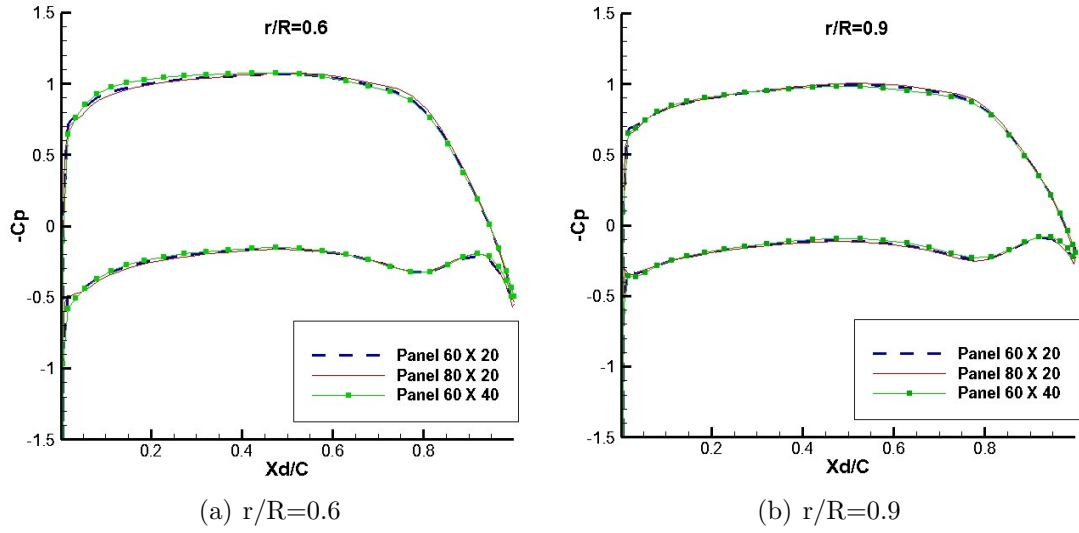 r/R=0.6
1.5
1
0.5
0
-0.5
-1
-1.5
-Cp
0.2
0.4
0.6
0.8
Xd/C
Panel 60 X 20
Panel 80 X 20
Panel 60 X 40
(a) r/R=0.6
r/R=0.9
1.5
1
0.5
0
-0.5
-1
-1.5
-Cp
0.2
0.4
0.6
0.8
Xd/C
Panel 60 X 20
Panel 80 X 20
Panel 60 X 40
(b) r/R=0.9